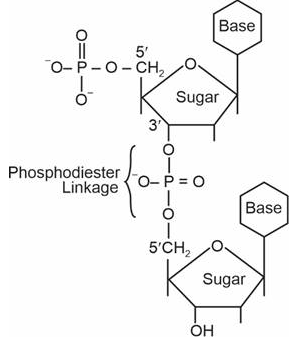 Base
O
5′
⁻O–P–O–CH₂
O
O⁻
Sugar
3′
O
Phosphodiester
Linkage
⁻O–P=O
O
Base
5′CH₂
O
Sugar
OH